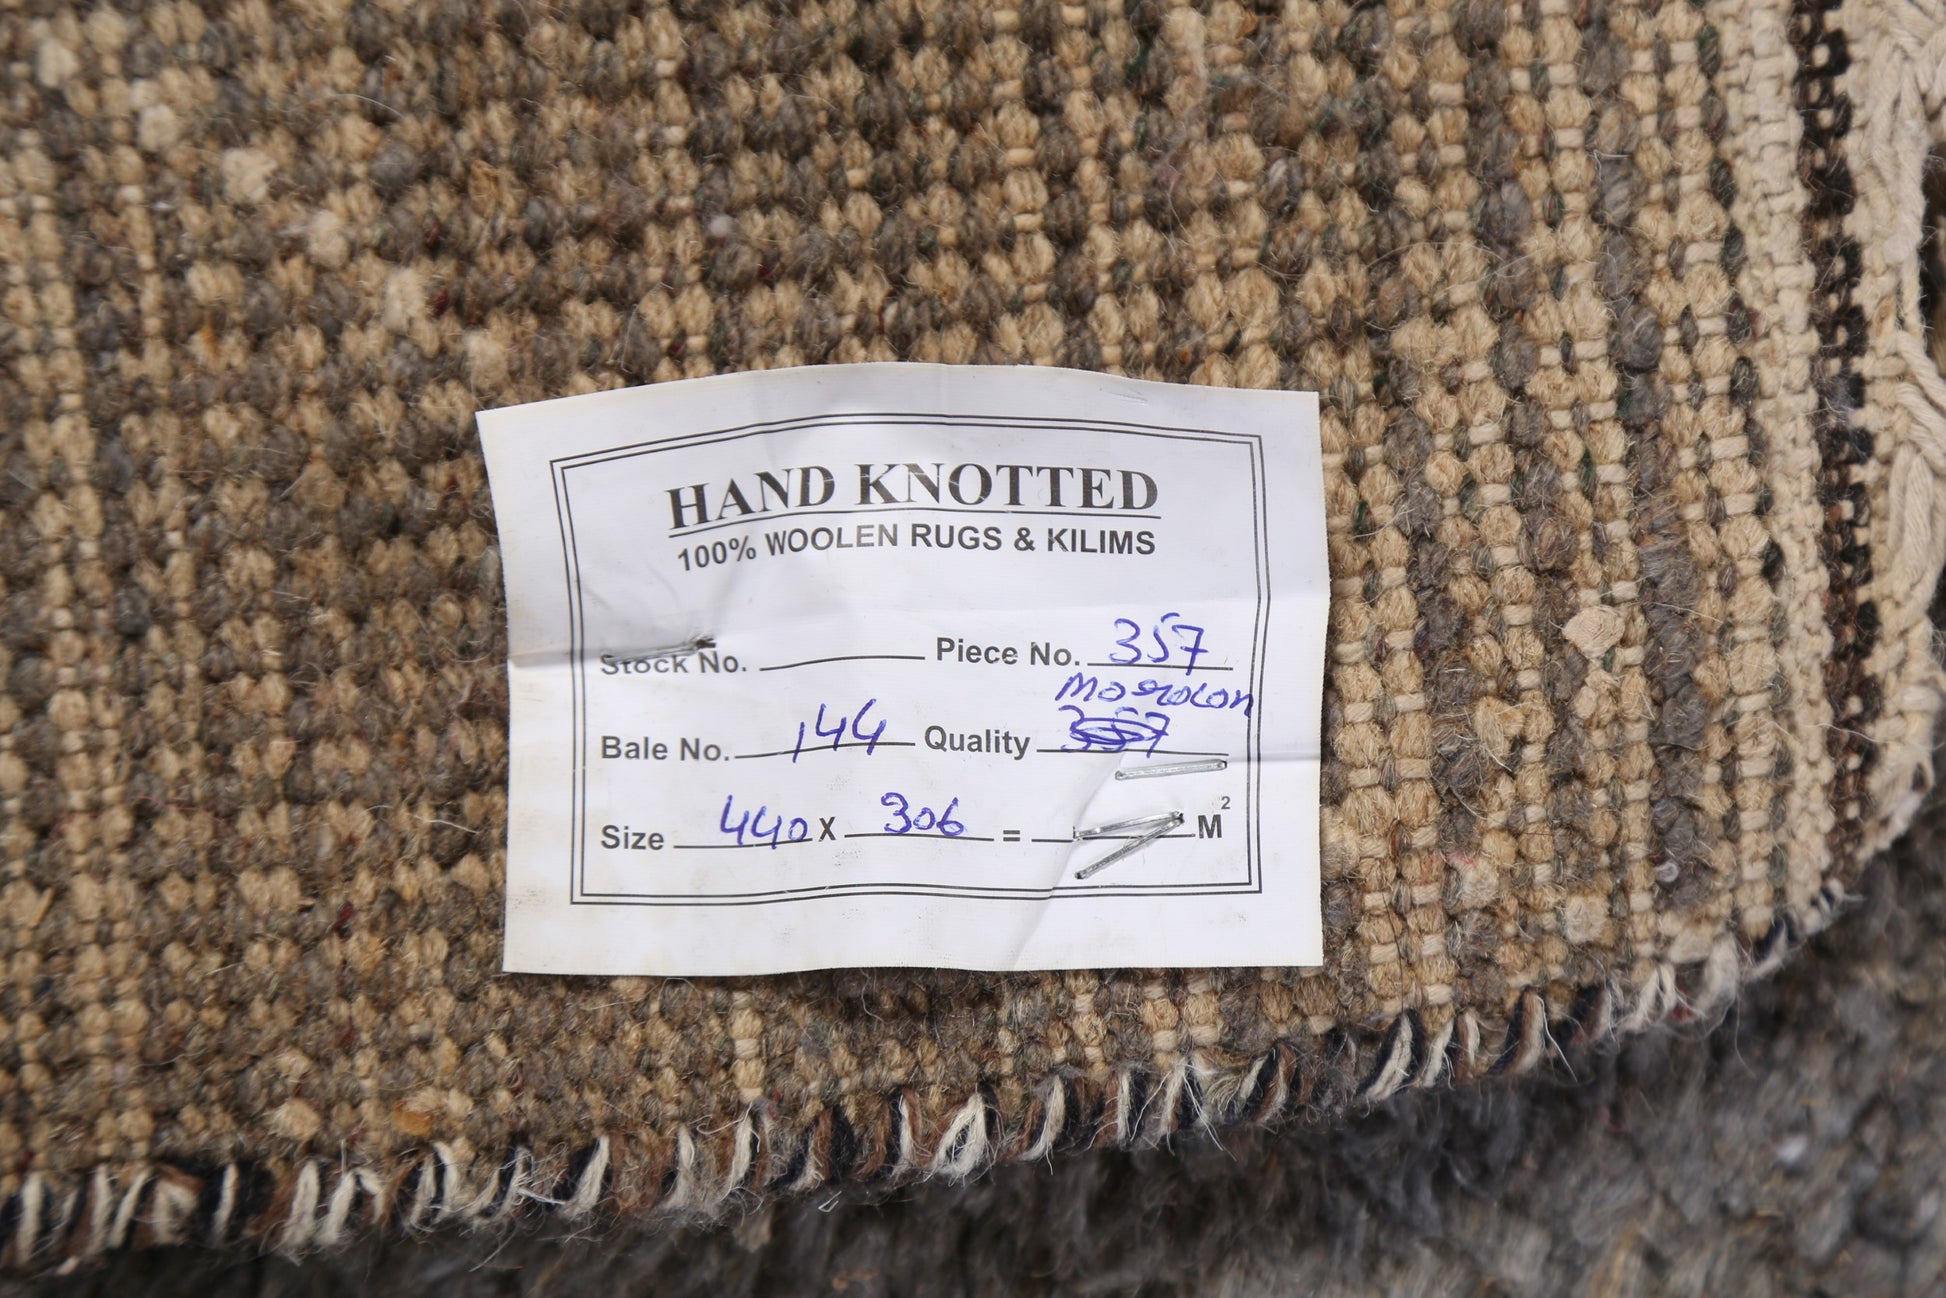 HAND KNOTTED
100% WOOLEN RUGS & KILIMS
Stock No. Piece No. 357
Bale No. 144 Quality
Size 440 X 306 = M²